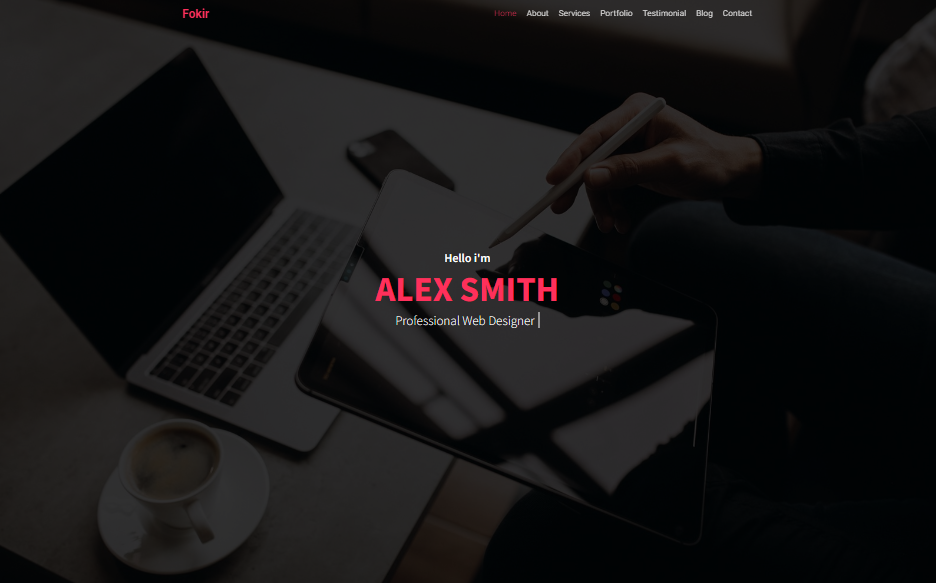 Fokir
Home About Services Portfolio Testimonial Blog Contact
Hello i'm
ALEX SMITH
Professional Web Designer